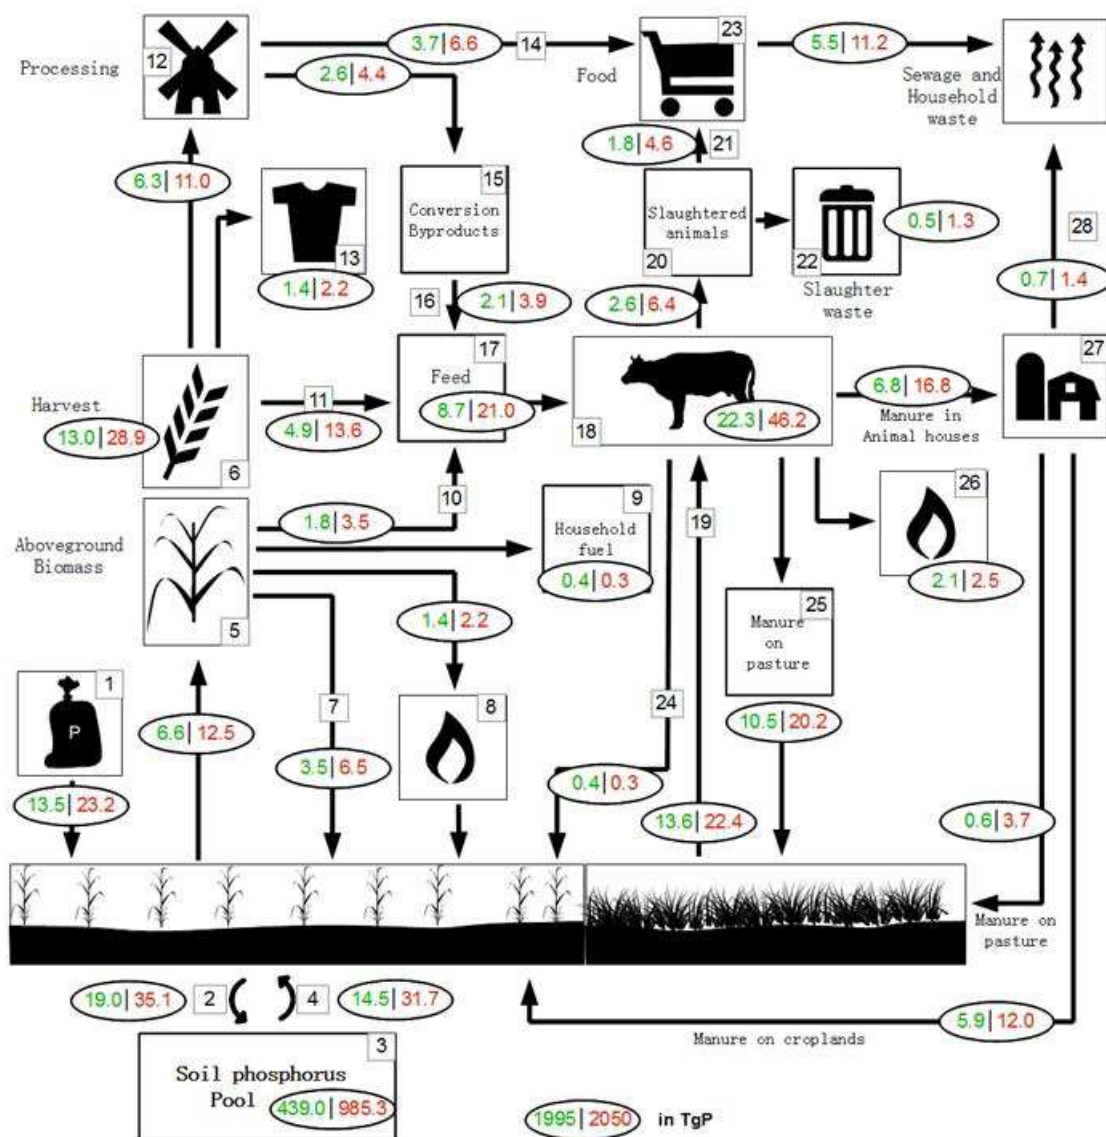 12
3.7|6.6
14
23
5.5|11.2
Processing
2.6|4.4
Food
Sewage and
Household
waste
1.8|4.6
21
6.3|11.0
15
Conversion
Byproducts
Slaughtered
animals
20
0.5|1.3
22
Slaughter
waste
28
13
1.4|2.2
16
2.1|3.9
2.6|6.4
0.7|1.4
17
Feed
8.7|21.0
Harvest
13.0|28.9
6
11
4.9|13.6
18
22.3|46.2
6.8|16.8
Manure in
Animal houses
27
10
1.8|3.5
9
Household
fuel
0.4|0.3
19
26
2.1|2.5
Aboveground
Biomass
5
1.4|2.2
25
Manure
on
pasture
1
P
7
8
24
10.5|20.2
6.6|12.5
3.5|6.5
0.4|0.3
13.5|23.2
13.6|22.4
0.6|3.7
Manure on
pasture
19.0|35.1
2
4
14.5|31.7
5.9|12.0
Manure on croplands
3
Soil phosphorus
Pool
439.0|985.3
1995|2050 in TgP